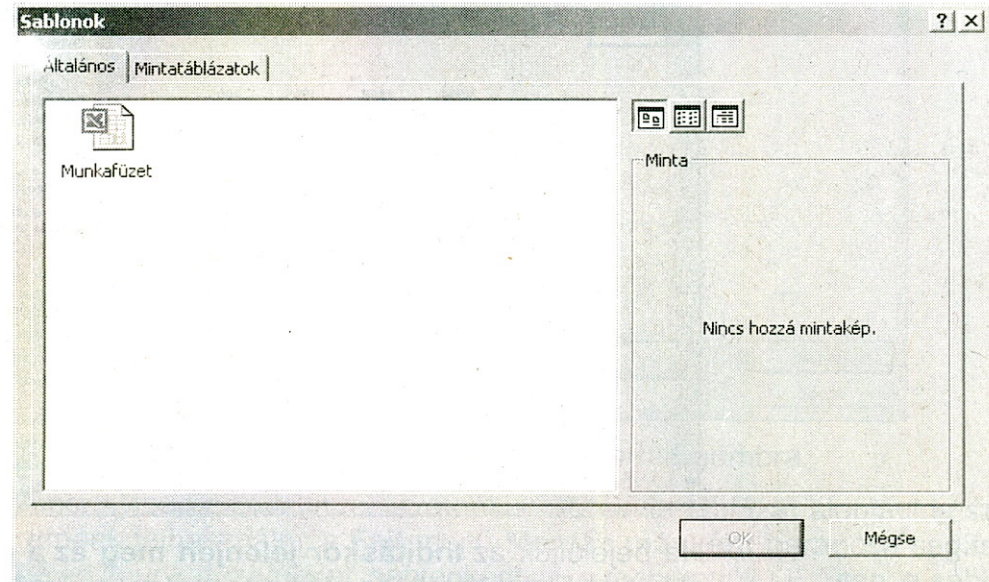 Sablonok
Általános
Mintatáblázatok
Munkafüzet
Minta
Nincs hozzá mintakép.
OK
Mégse